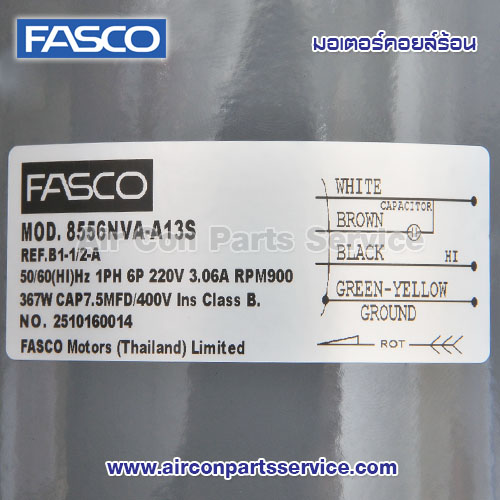 FASCO
มอเตอร์คอยล์ร้อน
FASCO
MOD. 8556NVA-A13S
REF.B1-1/2-A
50/60(HI)Hz 1PH 6P 220V 3.06A RPM900
367W CAP7.5MFD/400V Ins Class B.
NO. 2510160014
FASCO Motors (Thailand) Limited
WHITE
CAPACITOR
BROWN
BLACK HI
GREEN-YELLOW
GROUND
ROT
Air Con Parts Service
www.airconpartsservice.com